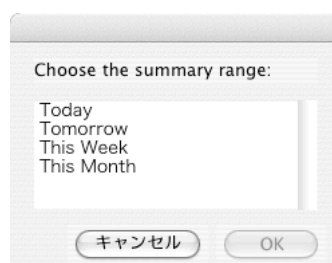 Choose the summary range:
Today
Tomorrow
This Week
This Month
キャンセル OK